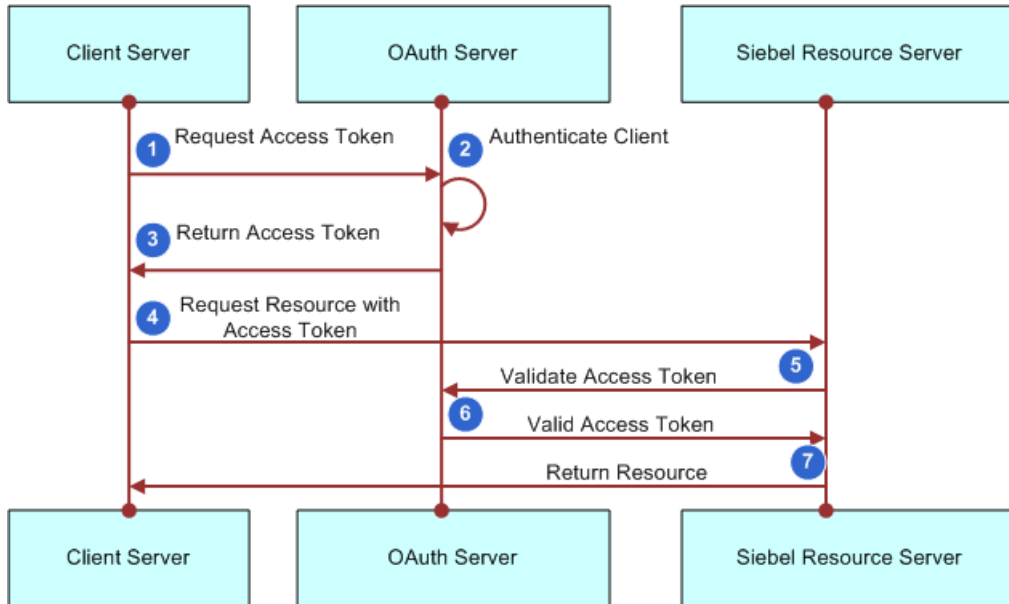 Client Server
OAuth Server
Siebel Resource Server
1 Request Access Token
2 Authenticate Client
3 Return Access Token
4 Request Resource with
Access Token
5
Validate Access Token
6 Valid Access Token
7
Return Resource
Client Server
OAuth Server
Siebel Resource Server